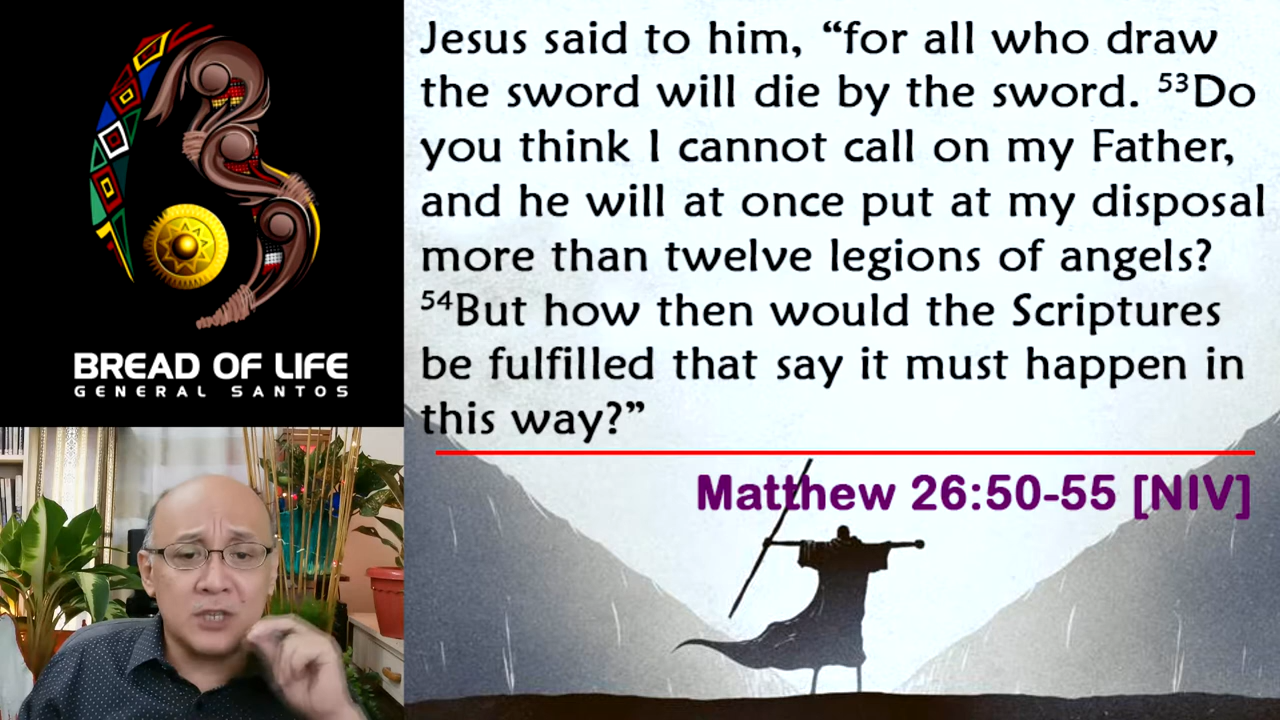 BREAD OF LIFE
GENERAL SANTOS
Jesus said to him, “for all who draw
the sword will die by the sword. ⁵³Do
you think I cannot call on my Father,
and he will at once put at my disposal
more than twelve legions of angels?
⁵⁴But how then would the Scriptures
be fulfilled that say it must happen in
this way?”
Matthew 26:50-55 [NIV]